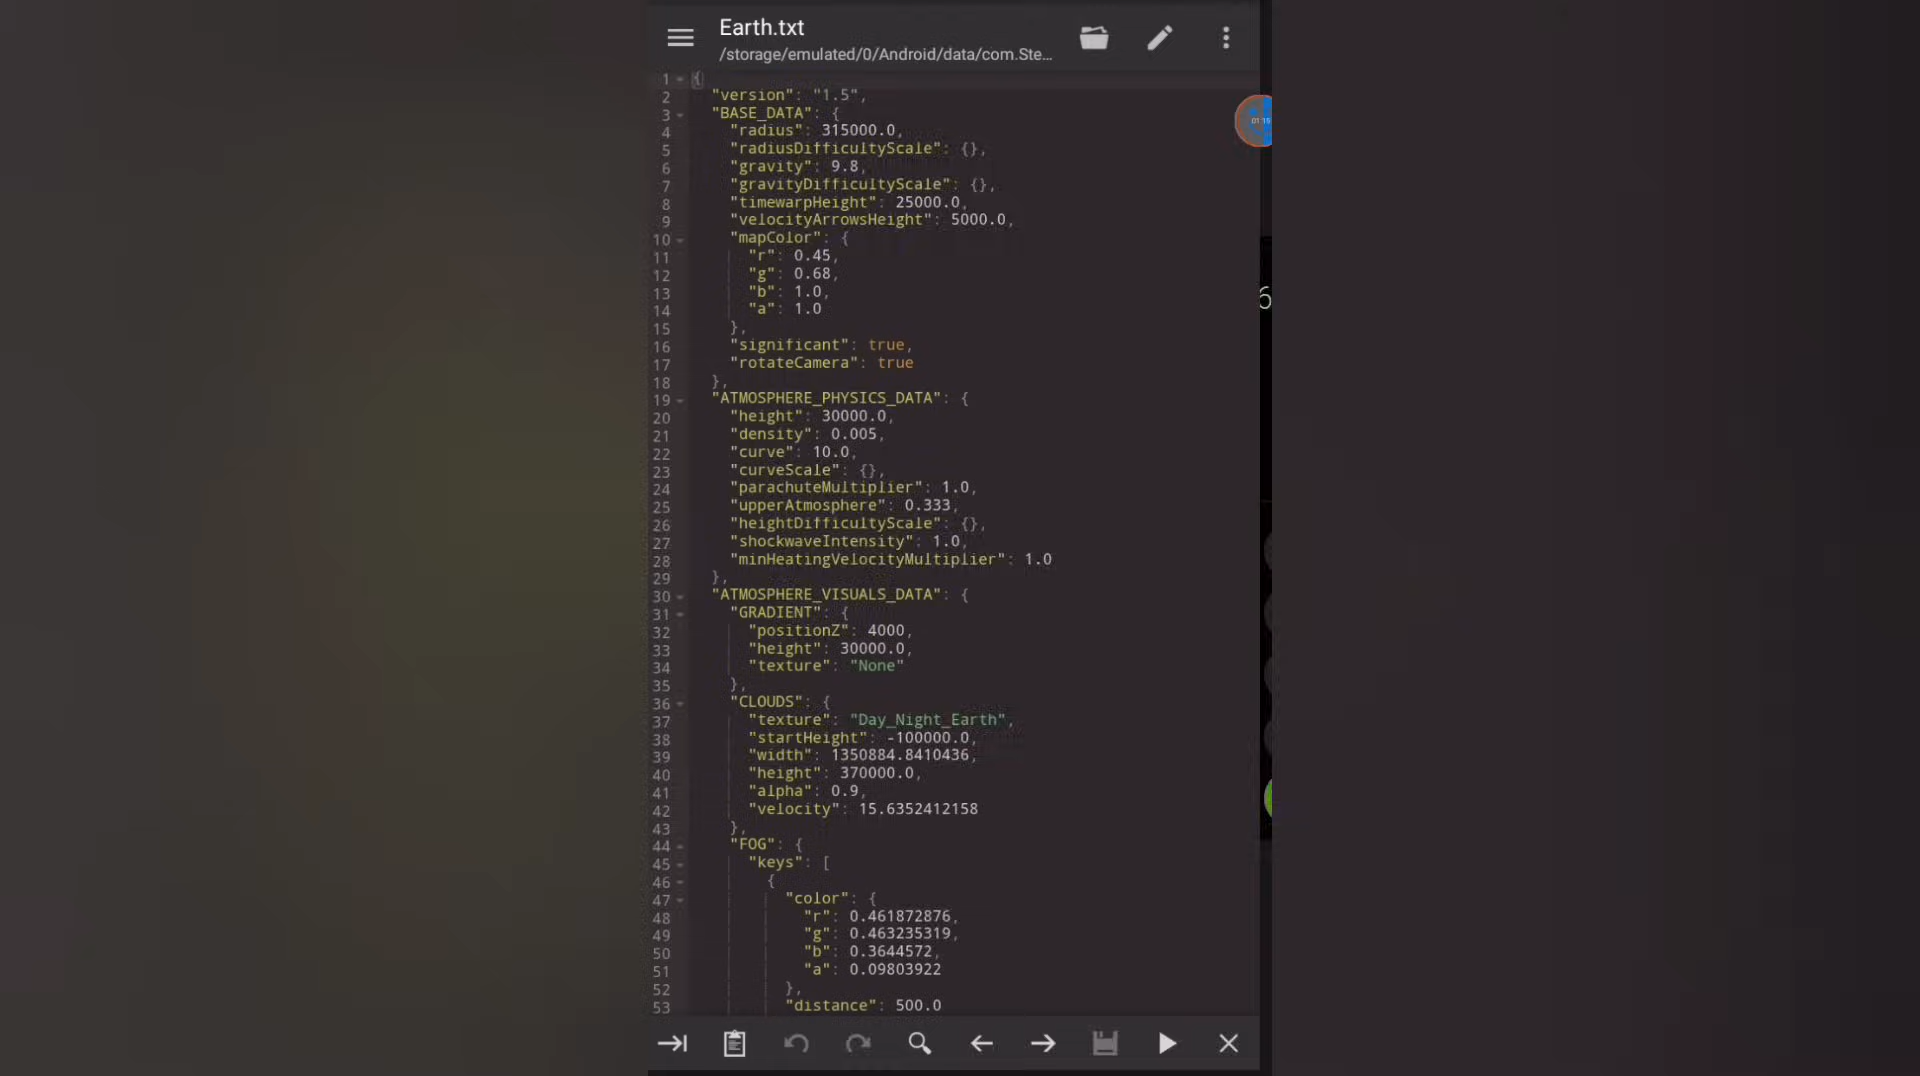 Earth.txt
/storage/emulated/0/Android/data/com.Ste...
1 {
2 "version": "1.5",
3 "BASE_DATA": {
4 "radius": 315000.0,
5 "radiusDifficultyScale": {},
6 "gravity": 9.8,
7 "gravityDifficultyScale": {},
8 "timewarpHeight": 25000.0,
9 "velocityArrowsHeight": 5000.0,
10 "mapColor": {
11 "r": 0.45,
12 "g": 0.68,
13 "b": 1.0,
14 "a": 1.0
15 },
16 "significant": true,
17 "rotateCamera": true
18 },
19 "ATMOSPHERE_PHYSICS_DATA": {
20 "height": 30000.0,
21 "density": 0.005,
22 "curve": 10.0,
23 "curveScale": {},
24 "parachuteMultiplier": 1.0,
25 "upperAtmosphere": 0.333,
26 "heightDifficultyScale": {},
27 "shockwaveIntensity": 1.0,
28 "minHeatingVelocityMultiplier": 1.0
29 },
30 "ATMOSPHERE_VISUALS_DATA": {
31 "GRADIENT": {
32 "positionZ": 4000,
33 "height": 30000.0,
34 "texture": "None"
35 },
36 "CLOUDS": {
37 "texture": "Day_Night_Earth",
38 "startHeight": -100000.0,
39 "width": 1350884.8410436,
40 "height": 370000.0,
41 "alpha": 0.9,
42 "velocity": 15.6352412158
43 },
44 "FOG": {
45 "keys": [
46 {
47 "color": {
48 "r": 0.461872876,
49 "g": 0.463235319,
50 "b": 0.3644572,
51 "a": 0.09803922
52 },
53 "distance": 500.0